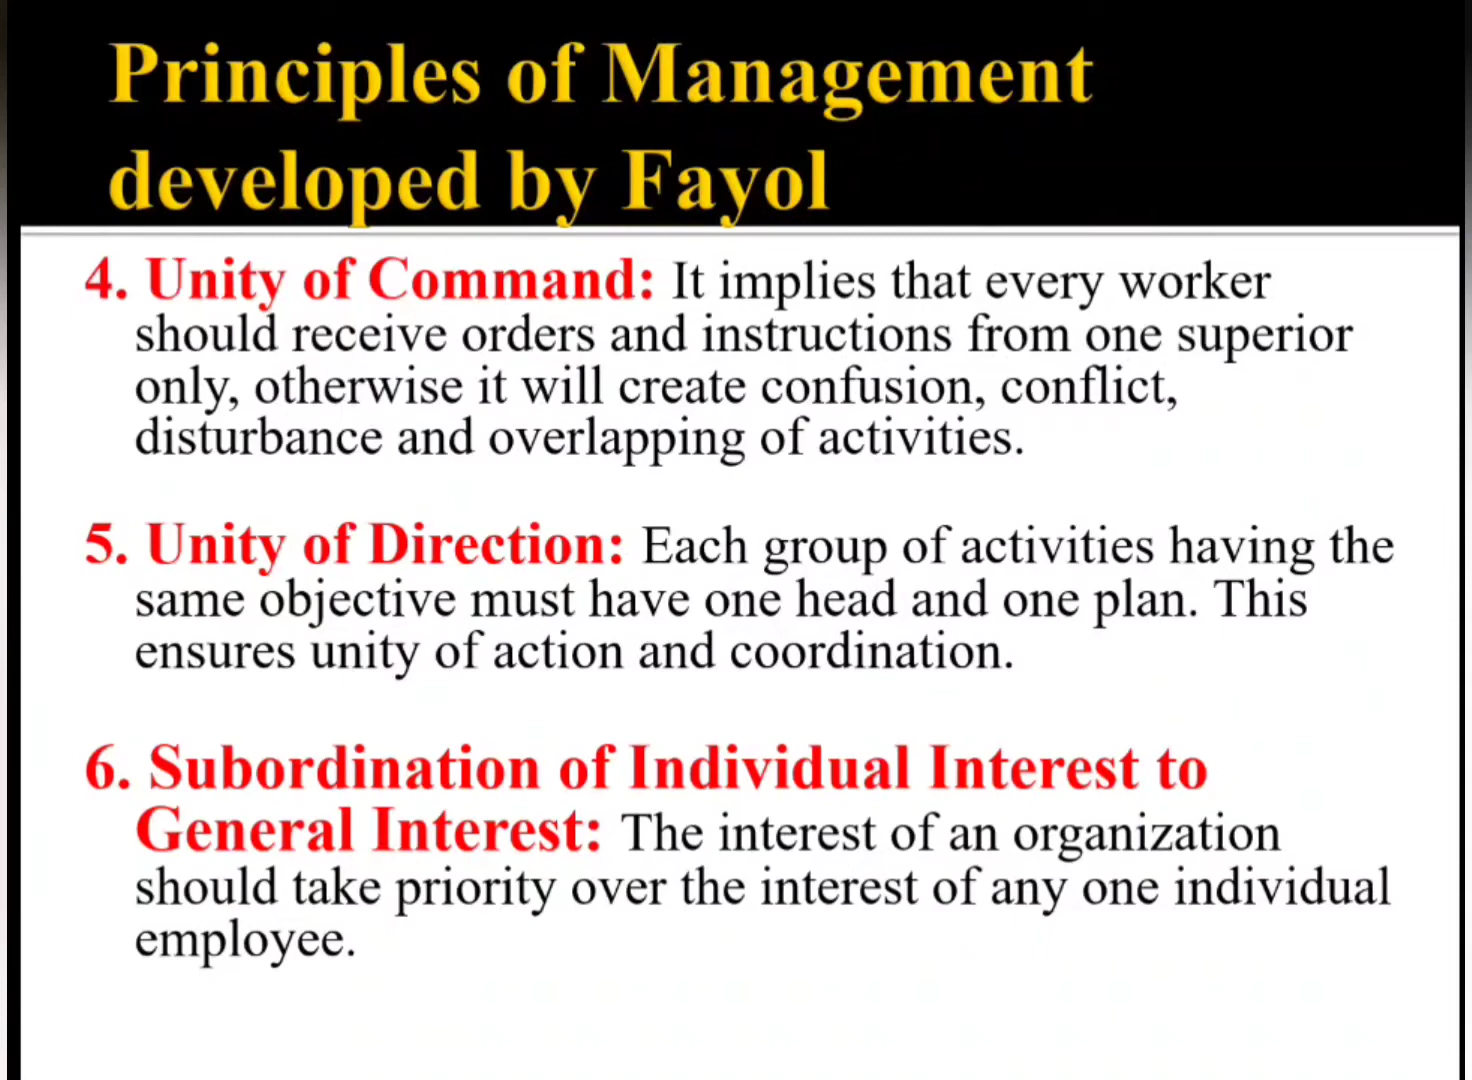 Principles of Management
developed by Fayol
4. Unity of Command: It implies that every worker
should receive orders and instructions from one superior
only, otherwise it will create confusion, conflict,
disturbance and overlapping of activities.
5. Unity of Direction: Each group of activities having the
same objective must have one head and one plan. This
ensures unity of action and coordination.
6. Subordination of Individual Interest to
General Interest: The interest of an organization
should take priority over the interest of any one individual
employee.